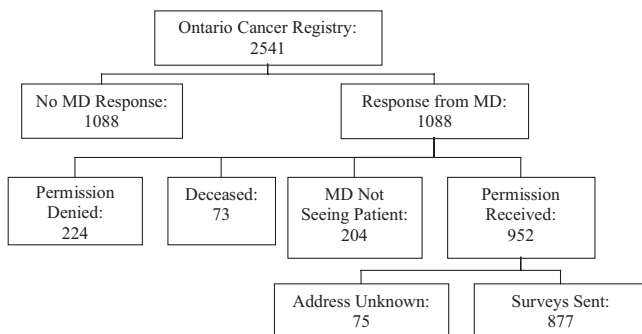 Ontario Cancer Registry:
2541
No MD Response:
1088
Response from MD:
1088
Permission
Denied:
224
Deceased:
73
MD Not
Seeing Patient:
204
Permission
Received:
952
Address Unknown:
75
Surveys Sent:
877